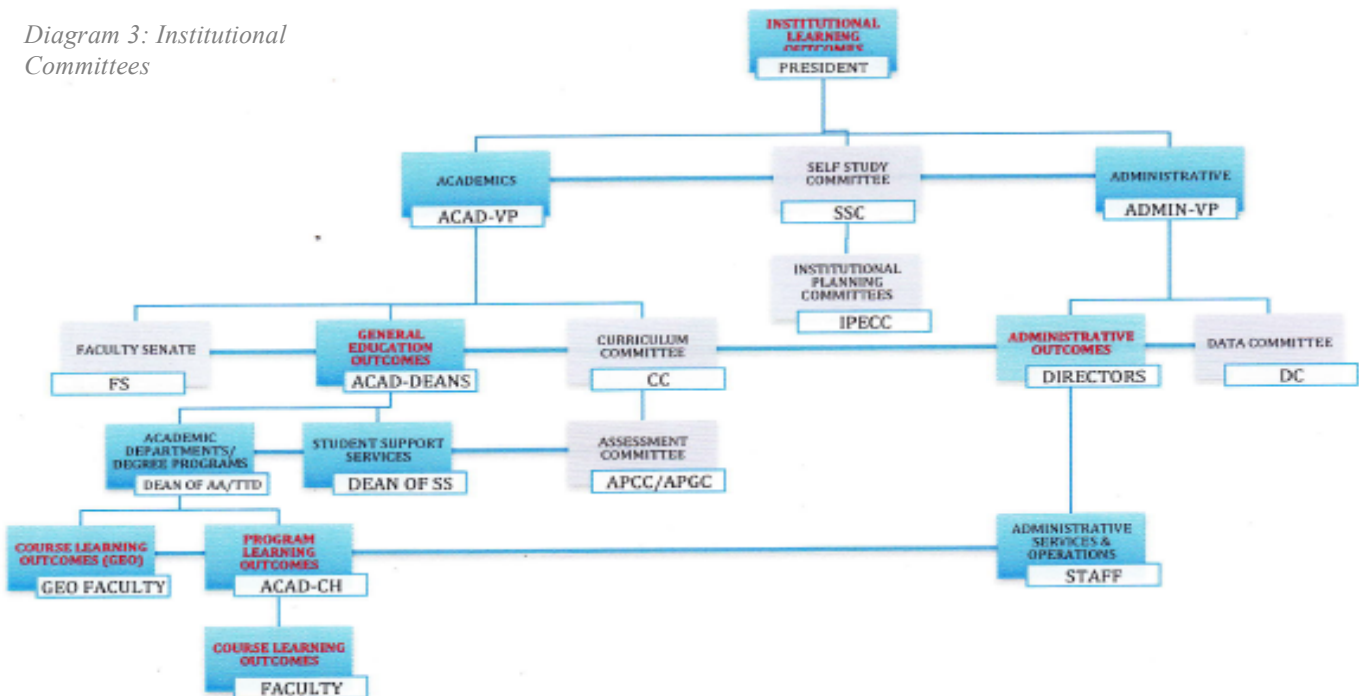 Diagram 3: Institutional
Committees
INSTITUTIONAL
LEARNING
OUTCOMES
PRESIDENT
ACADEMICS
ACAD-VP
SELF STUDY
COMMITTEE
SSC
ADMINISTRATIVE
ADMIN-VP
INSTITUTIONAL
PLANNING
COMMITTEES
IPECC
FACULTY SENATE
FS
GENERAL
EDUCATION
OUTCOMES
ACAD-DEANS
CURRICULUM
COMMITTEE
CC
ADMINISTRATIVE
OUTCOMES
DIRECTORS
DATA COMMITTEE
DC
ACADEMIC
DEPARTMENTS/
DEGREE PROGRAMS
DEAN OF AA/TTD
STUDENT SUPPORT
SERVICES
DEAN OF SS
ASSESSMENT
COMMITTEE
APCC/APGC
COURSE LEARNING
OUTCOMES (GEO)
GEO FACULTY
PROGRAM
LEARNING
OUTCOMES
ACAD-CH
ADMINISTRATIVE
SERVICES &
OPERATIONS
STAFF
COURSE LEARNING
OUTCOMES
FACULTY